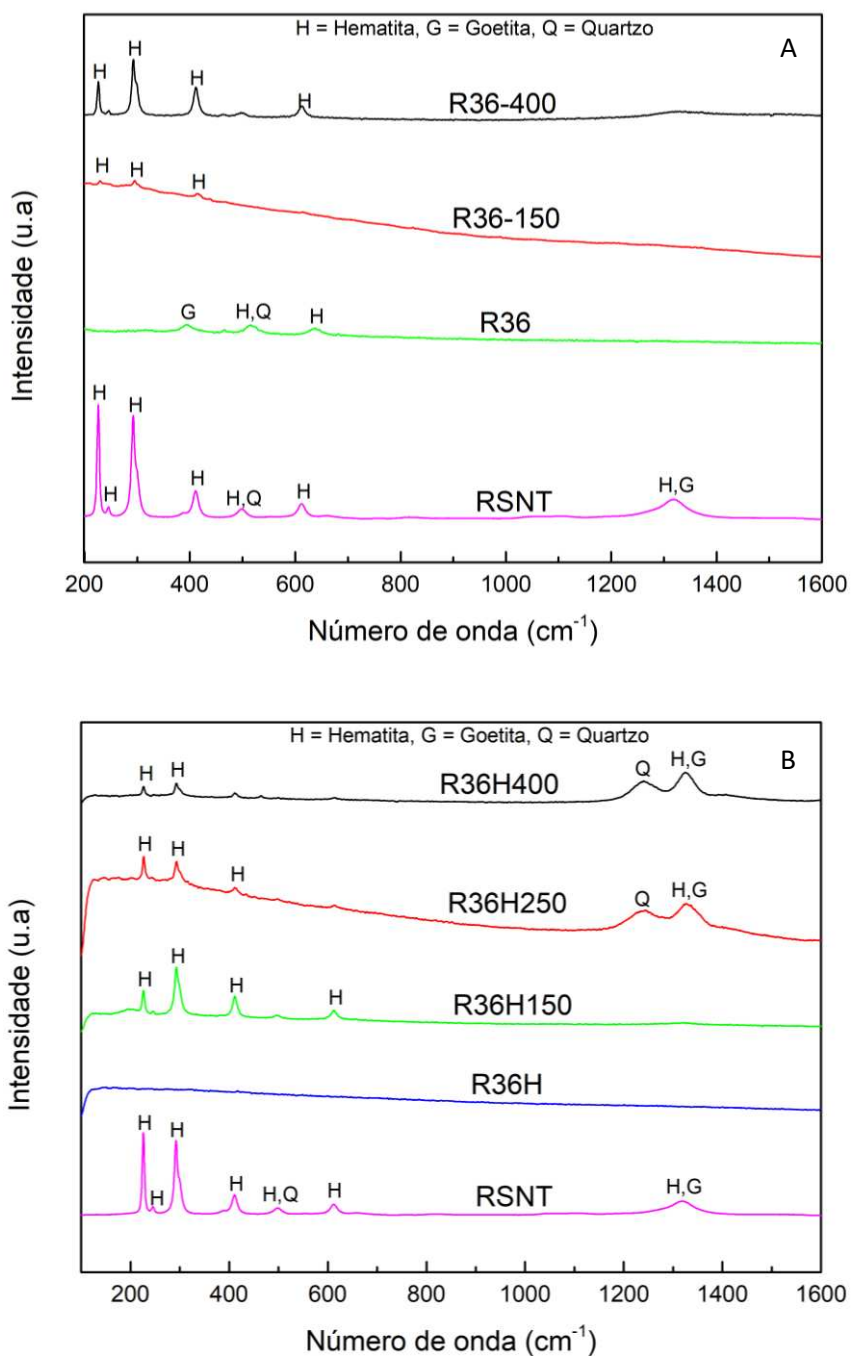 H = Hematita, G = Goetita, Q = Quartzo
A
H
H
H
H
R36-400
H
H
H
R36-150
G
H,Q
H
R36
H
H
H
H
H,Q
H
RSNT
H,G
200 400 600 800 1000 1200 1400 1600
Número de onda (cm⁻¹)
Intensidade (u.a)
H = Hematita, G = Goetita, Q = Quartzo
B
H
H
R36H400
Q
H,G
H
H
H
R36H250
Q
H,G
H
H
H
H
R36H150
R36H
H
H
H
H
H,Q
H
RSNT
H,G
200 400 600 800 1000 1200 1400 1600
Número de onda (cm⁻¹)
Intensidade (u.a)